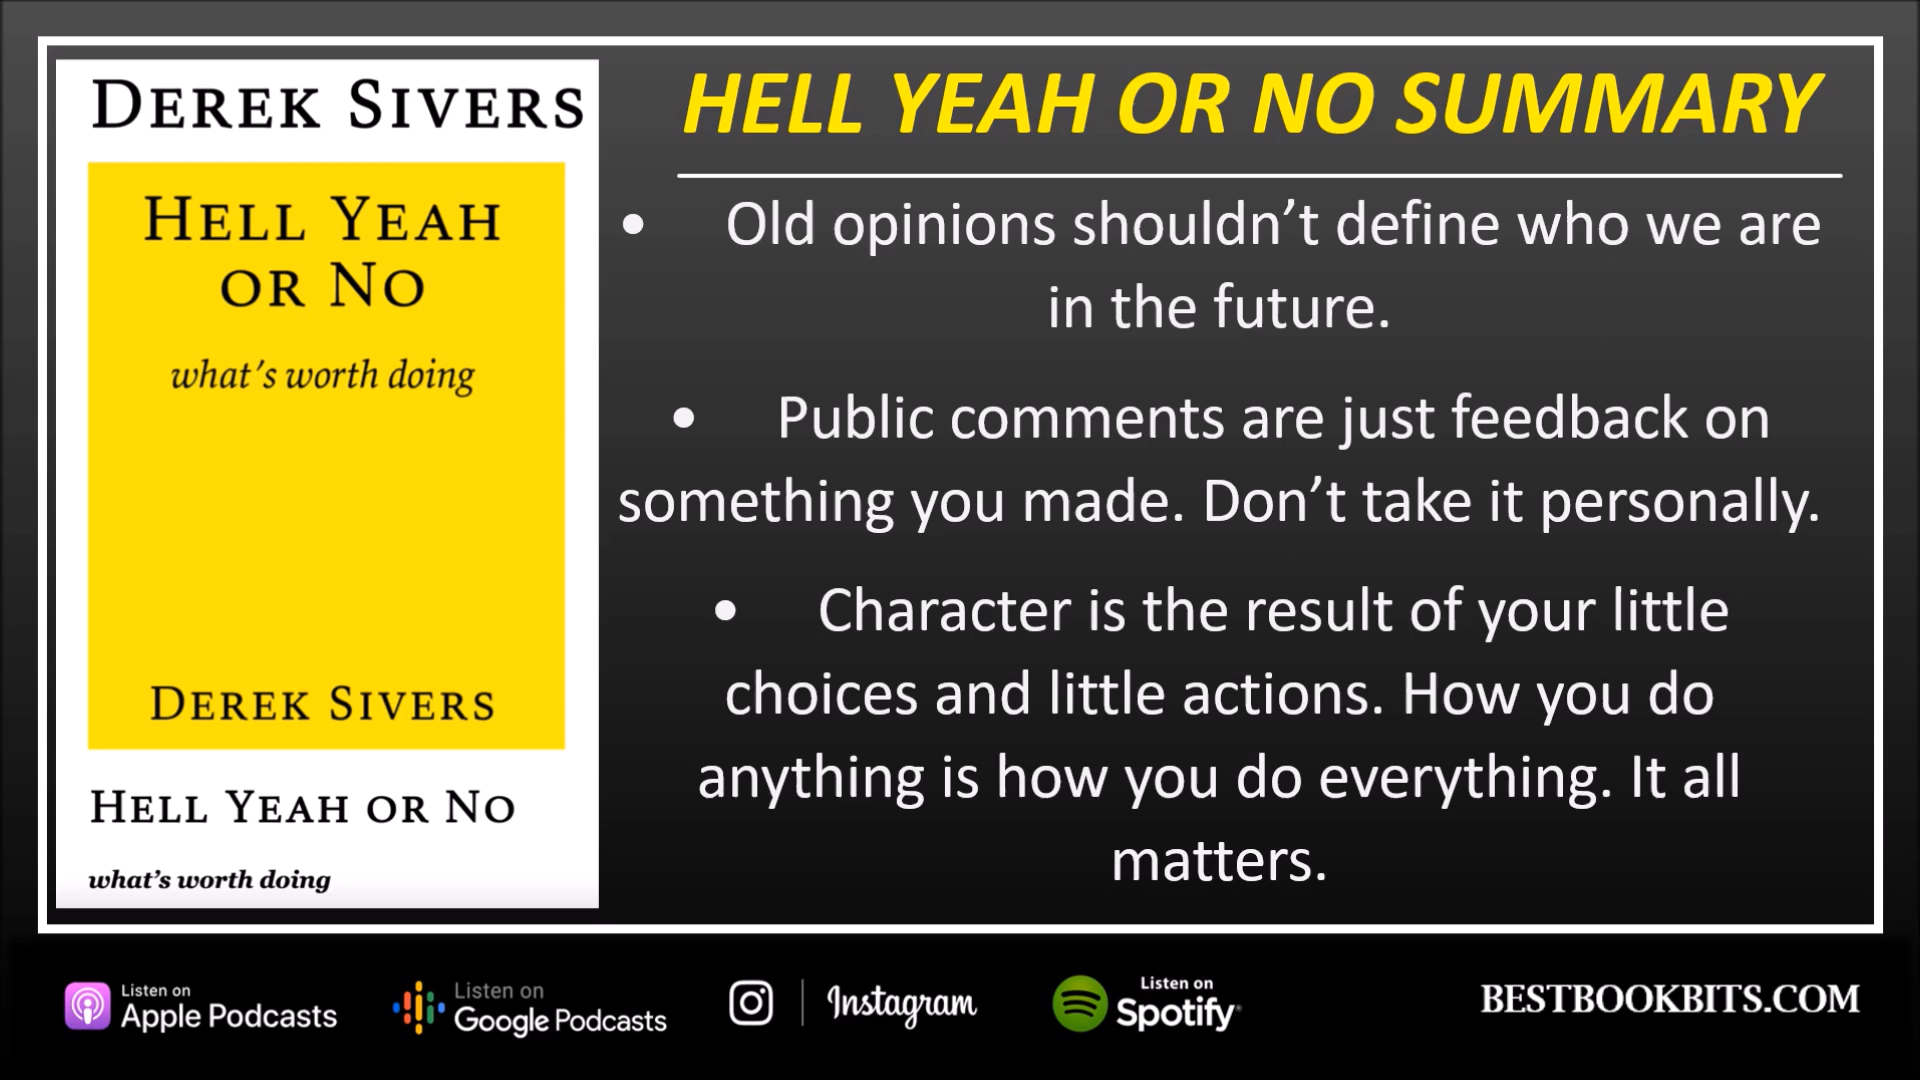 DEREK SIVERS
HELL YEAH
OR NO
what's worth doing
DEREK SIVERS
HELL YEAH OR NO
what's worth doing
HELL YEAH OR NO SUMMARY
• Old opinions shouldn't define who we are
in the future.
• Public comments are just feedback on
something you made. Don't take it personally.
• Character is the result of your little
choices and little actions. How you do
anything is how you do everything. It all
matters.
Listen on
Apple Podcasts
Listen on
Google Podcasts
Instagram
Listen on
Spotify
BESTBOOKBITS.COM